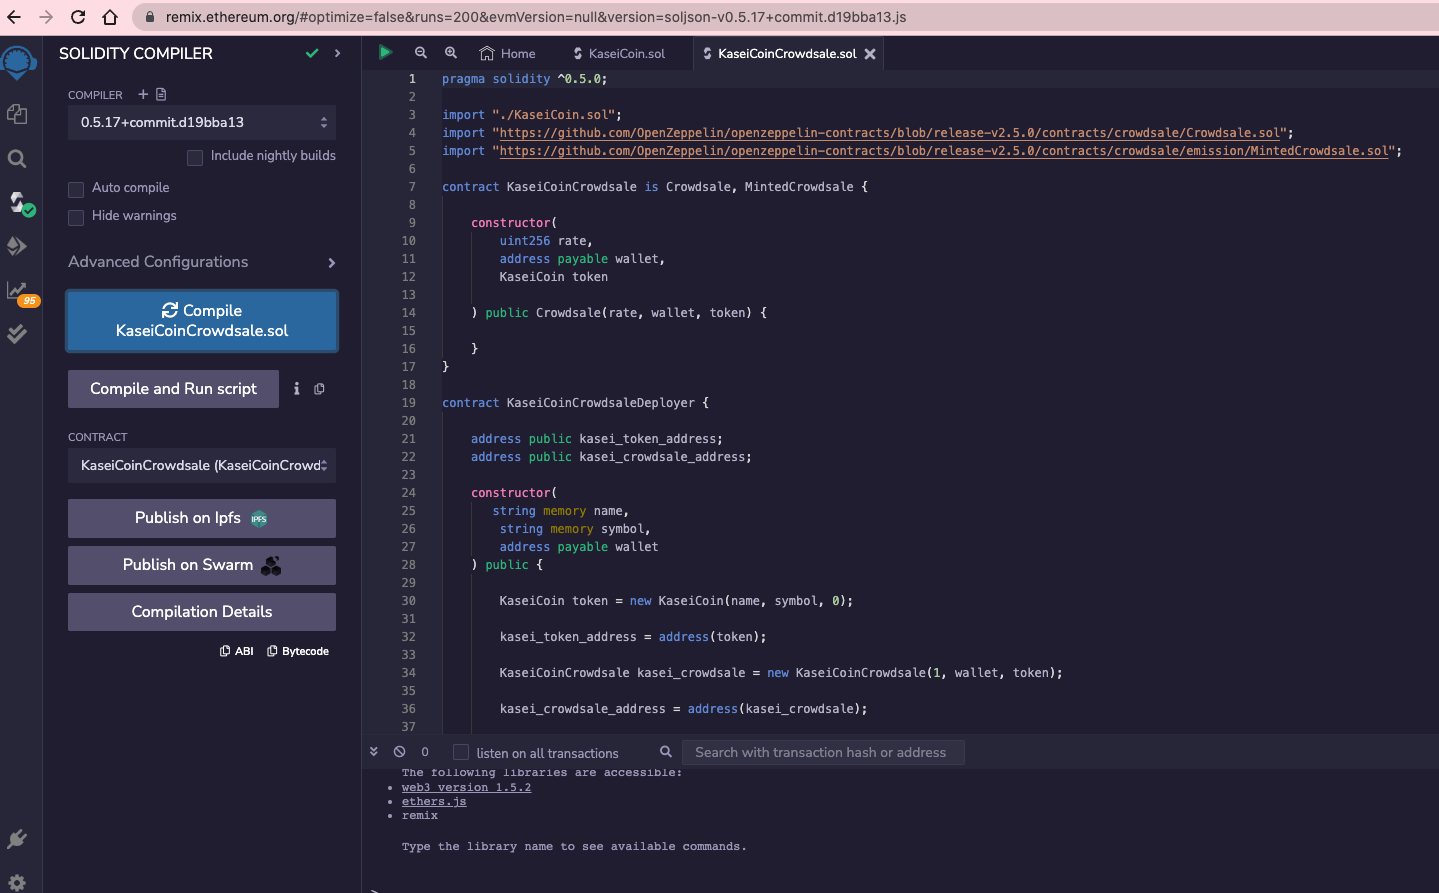 remix.ethereum.org/#optimize=false&runs=200&evmVersion=null&version=soljson-v0.5.17+commit.d19bba13.js
SOLIDITY COMPILER
COMPILER
0.5.17+commit.d19bba13
Include nightly builds
Auto compile
Hide warnings
Advanced Configurations
Compile
KaseiCoinCrowdsale.sol
Compile and Run script
CONTRACT
KaseiCoinCrowdsale (KaseiCoinCrowd
Publish on Ipfs IPFS
Publish on Swarm
Compilation Details
ABI Bytecode
95
Home KaseiCoin.sol KaseiCoinCrowdsale.sol
1 pragma solidity ^0.5.0;
2
3 import "./KaseiCoin.sol";
4 import "https://github.com/OpenZeppelin/openzeppelin-contracts/blob/release-v2.5.0/contracts/crowdsale/Crowdsale.sol";
5 import "https://github.com/OpenZeppelin/openzeppelin-contracts/blob/release-v2.5.0/contracts/crowdsale/emission/MintedCrowdsale.sol";
6
7 contract KaseiCoinCrowdsale is Crowdsale, MintedCrowdsale {
8
9 constructor(
10 uint256 rate,
11 address payable wallet,
12 KaseiCoin token
13
14 ) public Crowdsale(rate, wallet, token) {
15
16 }
17 }
18
19 contract KaseiCoinCrowdsaleDeployer {
20
21 address public kasei_token_address;
22 address public kasei_crowdsale_address;
23
24 constructor(
25 string memory name,
26 string memory symbol,
27 address payable wallet
28 ) public {
29
30 KaseiCoin token = new KaseiCoin(name, symbol, 0);
31
32 kasei_token_address = address(token);
33
34 KaseiCoinCrowdsale kasei_crowdsale = new KaseiCoinCrowdsale(1, wallet, token);
35
36 kasei_crowdsale_address = address(kasei_crowdsale);
37
0 listen on all transactions Search with transaction hash or address
The following libraries are accessible:
• web3 version 1.5.2
• ethers.js
• remix
Type the library name to see available commands.
>